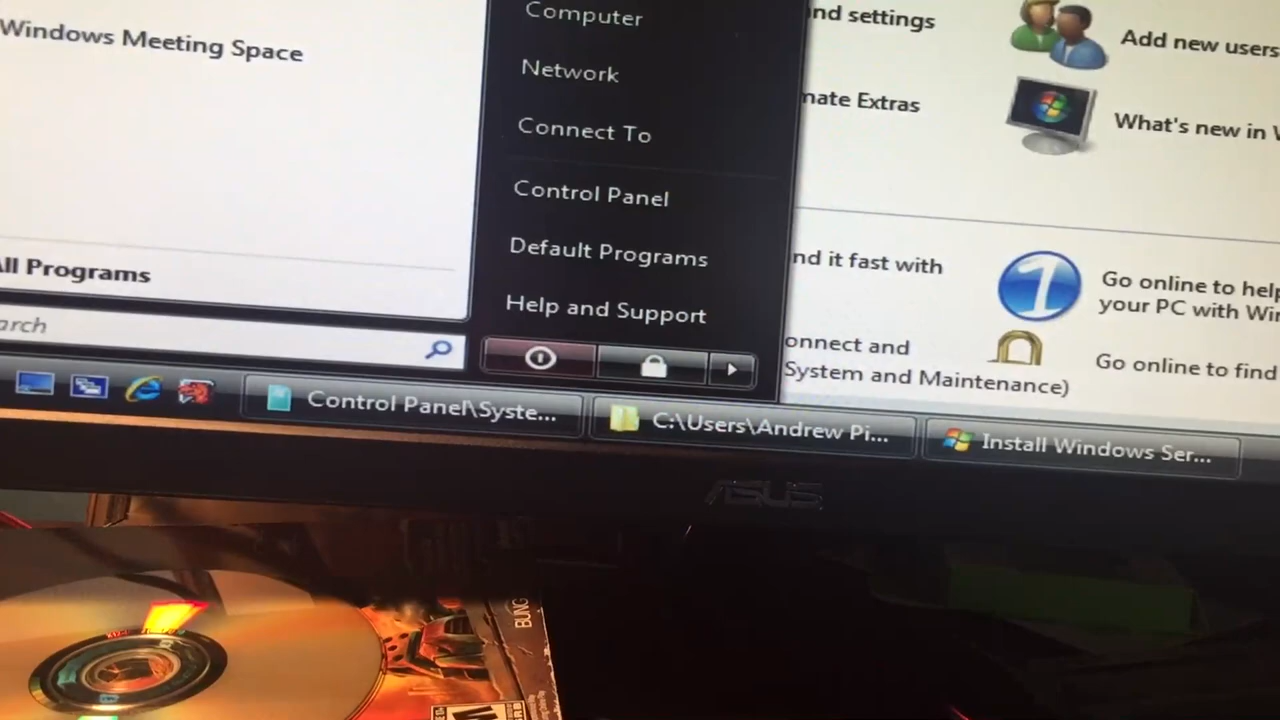 Windows Meeting Space
All Programs
arch
Computer
Network
Connect To
Control Panel
Default Programs
Help and Support
nd settings
mate Extras
Add new users
What's new in W
nd it fast with
onnect and
System and Maintenance)
1
Go online to help
your PC with Win
Go online to find
Control Panel\Syste...
C:\Users\Andrew Pi...
Install Windows Ser...
ASUS
BUNG